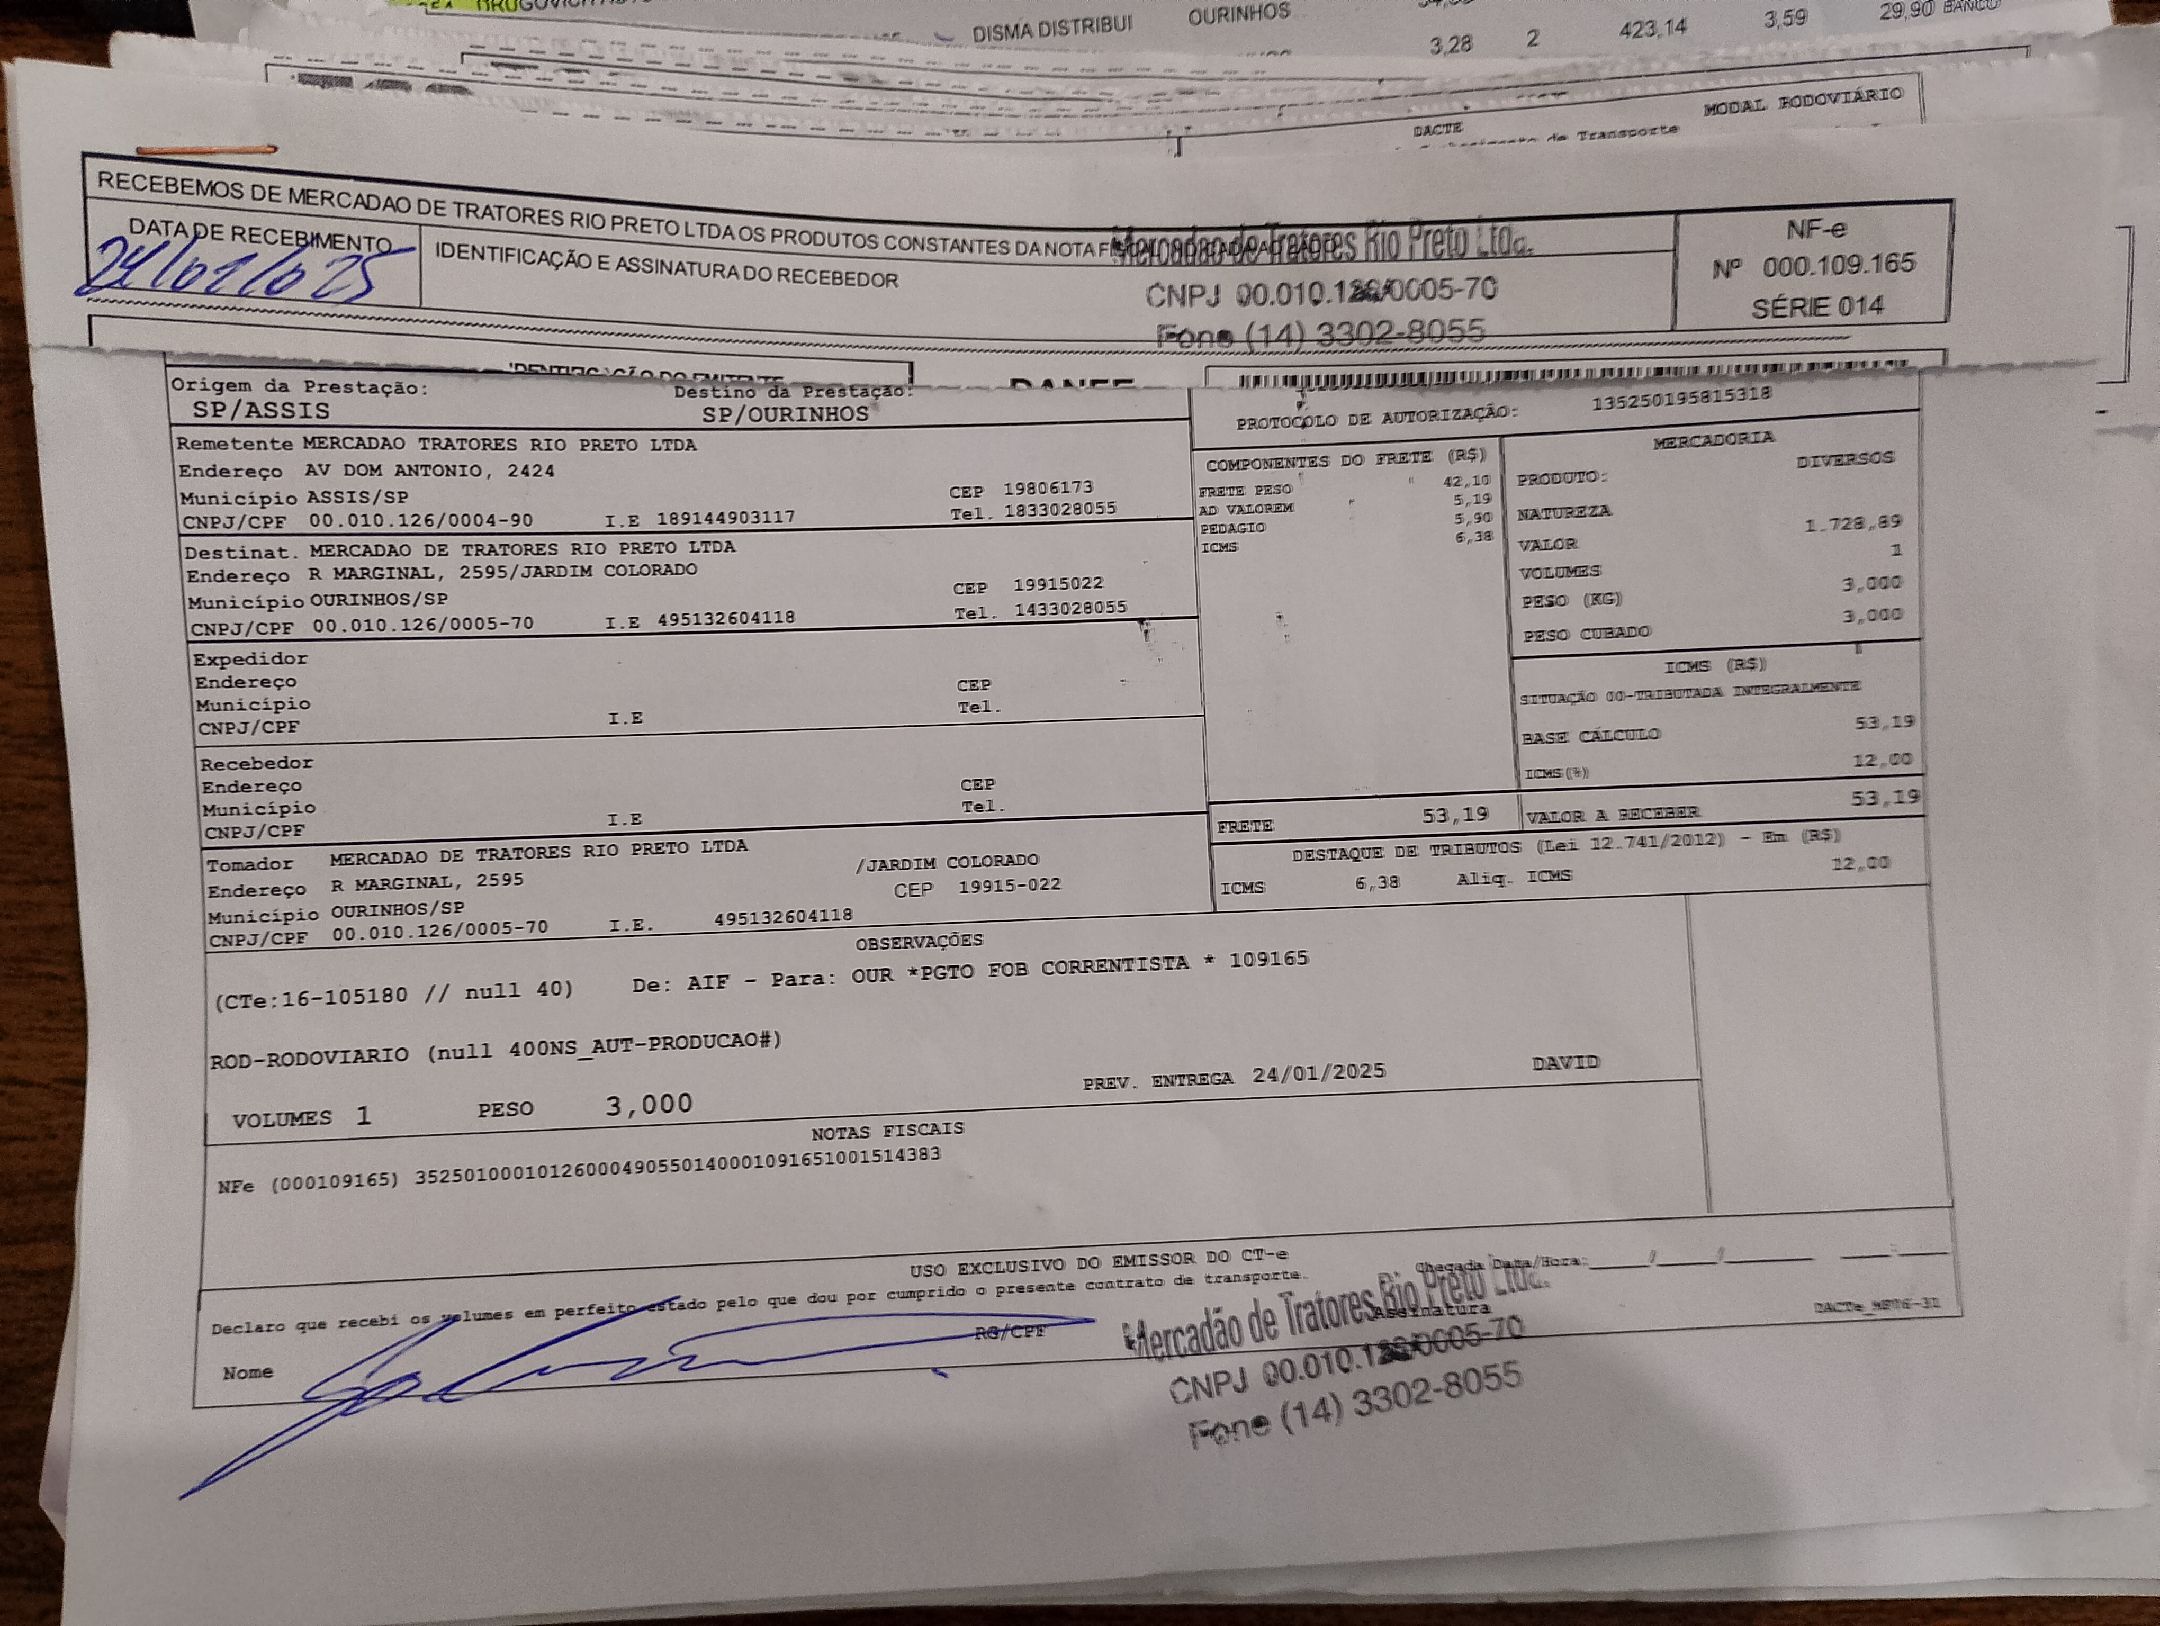 DISMA DISTRIBUI OURINHOS 3,28 2 423,14 3,59 29,90 BANCO
MODAL RODOVIÁRIO
DACTE
de Transporte
RECEBEMOS DE MERCADAO DE TRATORES RIO PRETO LTDA OS PRODUTOS CONSTANTES DA NOTA
DATA DE RECEBIMENTO
24/01/025
IDENTIFICAÇÃO E ASSINATURA DO RECEBEDOR
Mercadão de Tratores Rio Preto Ltda.
CNPJ 00.010.126/0005-70
Fone (14) 3302-8055
NF-e
Nº 000.109.165
SÉRIE 014
IDENTIFICAÇÃO DO EMITENTE
DANFE
Origem da Prestação: Destino da Prestação:
SP/ASSIS SP/OURINHOS
PROTOCOLO DE AUTORIZAÇÃO: 135250195815318
Remetente MERCADAO TRATORES RIO PRETO LTDA
Endereço AV DOM ANTONIO, 2424
Município ASSIS/SP CEP 19806173
CNPJ/CPF 00.010.126/0004-90 I.E 189144903117 Tel. 1833028055
Destinat. MERCADAO DE TRATORES RIO PRETO LTDA
Endereço R MARGINAL, 2595/JARDIM COLORADO
Município OURINHOS/SP CEP 19915022
CNPJ/CPF 00.010.126/0005-70 I.E 495132604118 Tel. 1433028055
Expedidor
Endereço
Município CEP
CNPJ/CPF I.E Tel.
Recebedor
Endereço
Município CEP
CNPJ/CPF I.E Tel.
Tomador MERCADAO DE TRATORES RIO PRETO LTDA
Endereço R MARGINAL, 2595 /JARDIM COLORADO
Município OURINHOS/SP CEP 19915-022
CNPJ/CPF 00.010.126/0005-70 I.E. 495132604118
COMPONENTES DO FRETE (R$)
FRETE PESO 42,10
AD VALOREM 5,19
PEDAGIO 5,90
ICMS 6,38
MERCADORIA
PRODUTO: DIVERSOS
NATUREZA
VALOR 1.728,89
VOLUMES 1
PESO (KG) 3,000
PESO CUBADO 3,000
ICMS (R$)
SITUAÇÃO 00-TRIBUTADA INTEGRALMENTE
BASE CÁLCULO 53,19
ICMS(%) 12,00
FRETE 53,19 VALOR A RECEBER 53,19
DESTAQUE DE TRIBUTOS (Lei 12.741/2012) - Em (R$)
ICMS 6,38 Aliq. ICMS 12,00
OBSERVAÇÕES
(CTe:16-105180 // null 40) De: AIF - Para: OUR *PGTO FOB CORRENTISTA * 109165
ROD-RODOVIARIO (null 400NS_AUT-PRODUCAO#)
VOLUMES 1 PESO 3,000 PREV. ENTREGA 24/01/2025 DAVID
NOTAS FISCAIS
NFe (000109165) 35250100010126000490550140001091651001514383
USO EXCLUSIVO DO EMISSOR DO CT-e
Declaro que recebi os volumes em perfeito estado pelo que dou por cumprido o presente contrato de transporte.
Chegada Data/Hora:
Nome RG/CPF Assinatura
Mercadão de Tratores Rio Preto Ltda.
CNPJ 00.010.126/0005-70
Fone (14) 3302-8055